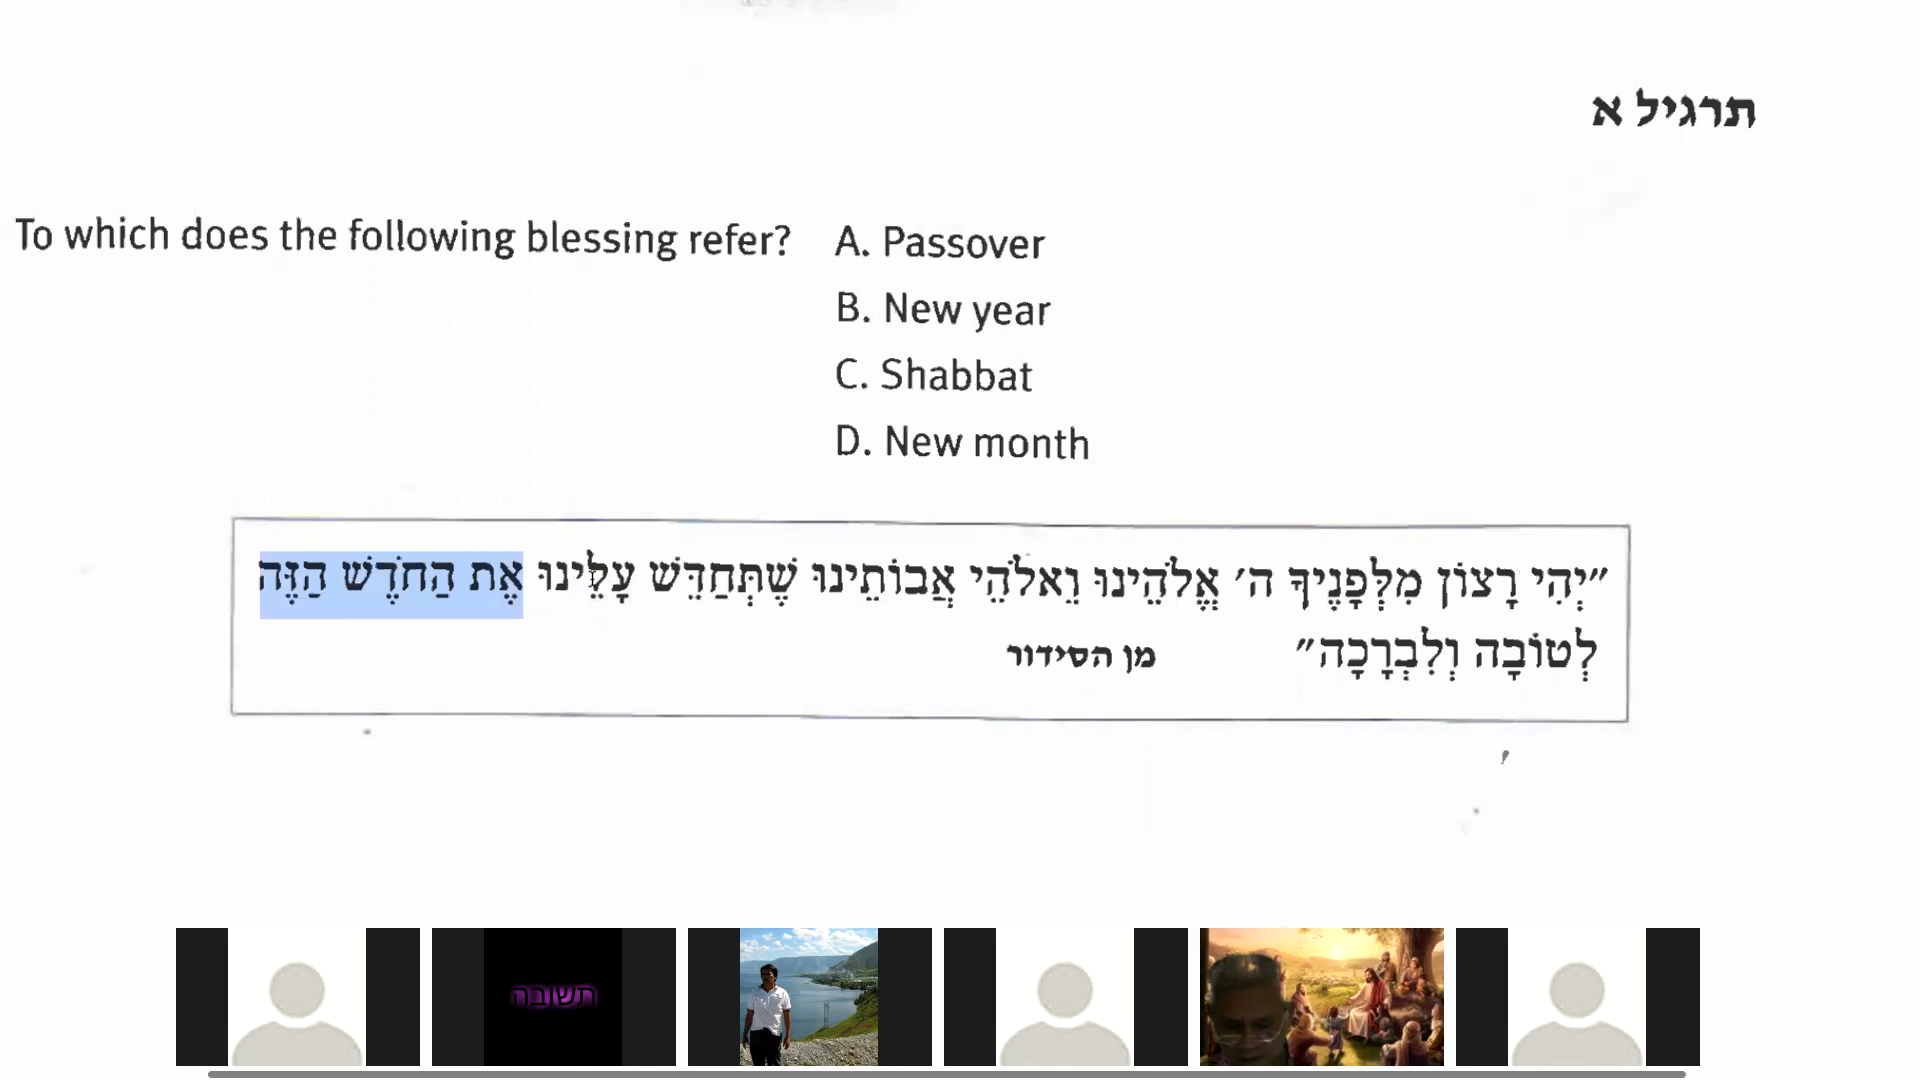 תרגיל א
To which does the following blessing refer? A. Passover
B. New year
C. Shabbat
D. New month
״יְהִי רָצוֹן מִלְּפָנֶיךָ ה׳ אֱלֹהֵינוּ וֵאלֹהֵי אֲבוֹתֵינוּ שֶׁתְּחַדֵּשׁ עָלֵינוּ אֶת הַחֹדֶשׁ הַזֶּה
לְטוֹבָה וְלִבְרָכָה״ מן הסידור
תשובה